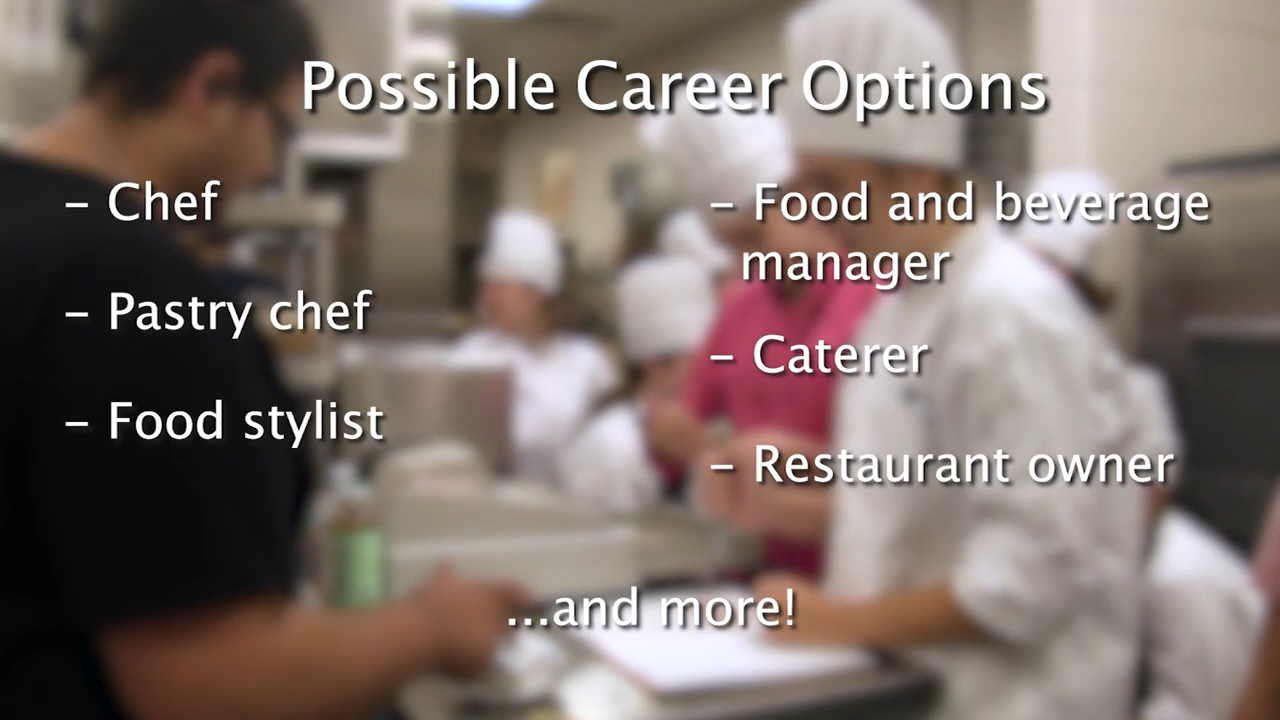 Possible Career Options
– Chef
– Pastry chef
– Food stylist
– Food and beverage
manager
– Caterer
– Restaurant owner
...and more!